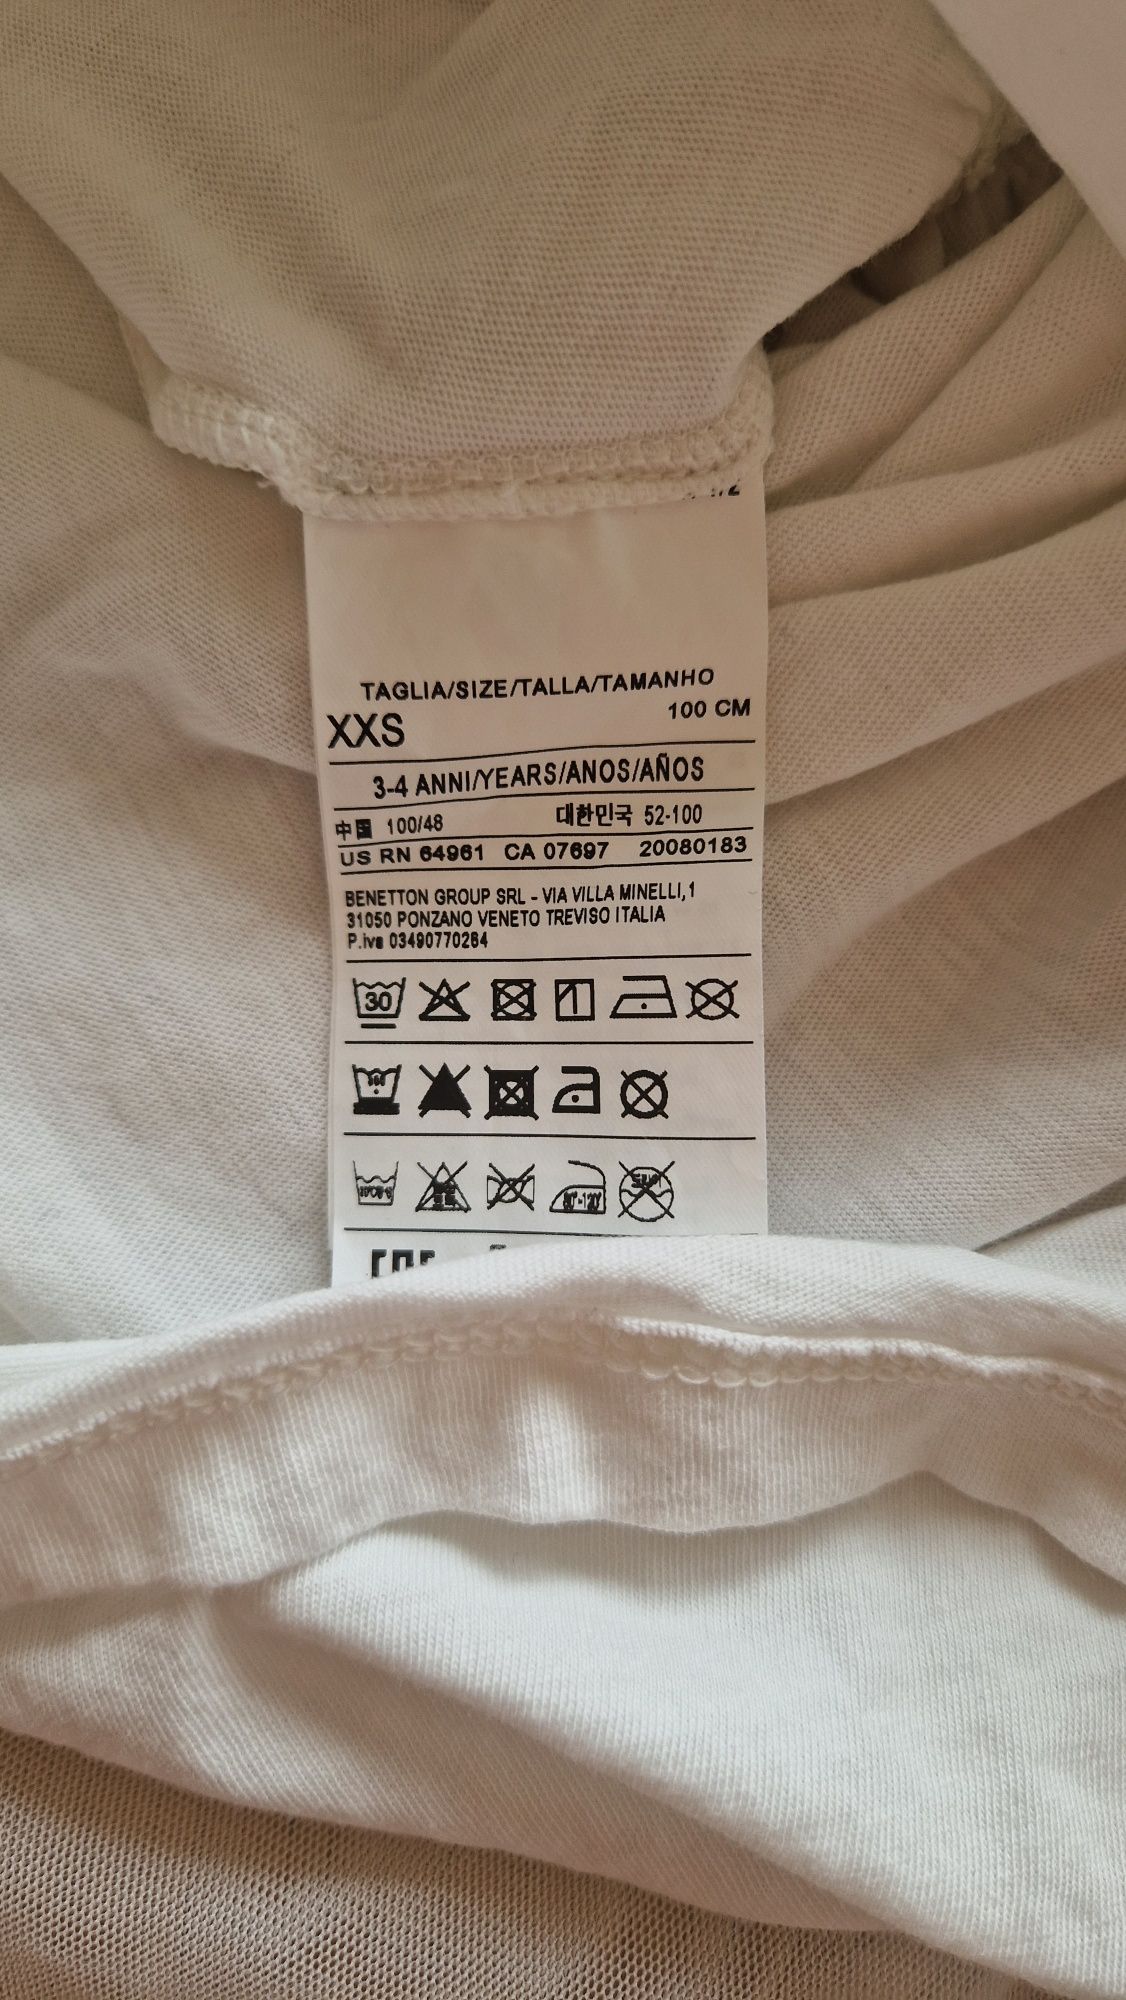 TAGLIA/SIZE/TALLA/TAMANHO
XXS 100 CM
3-4 ANNI/YEARS/ANOS/AÑOS
中国 100/48 대한민국 52-100
US RN 64961 CA 07697 20080183
BENETTON GROUP SRL - VIA VILLA MINELLI,1
31050 PONZANO VENETO TREVISO ITALIA
P.iva 03490770264
30